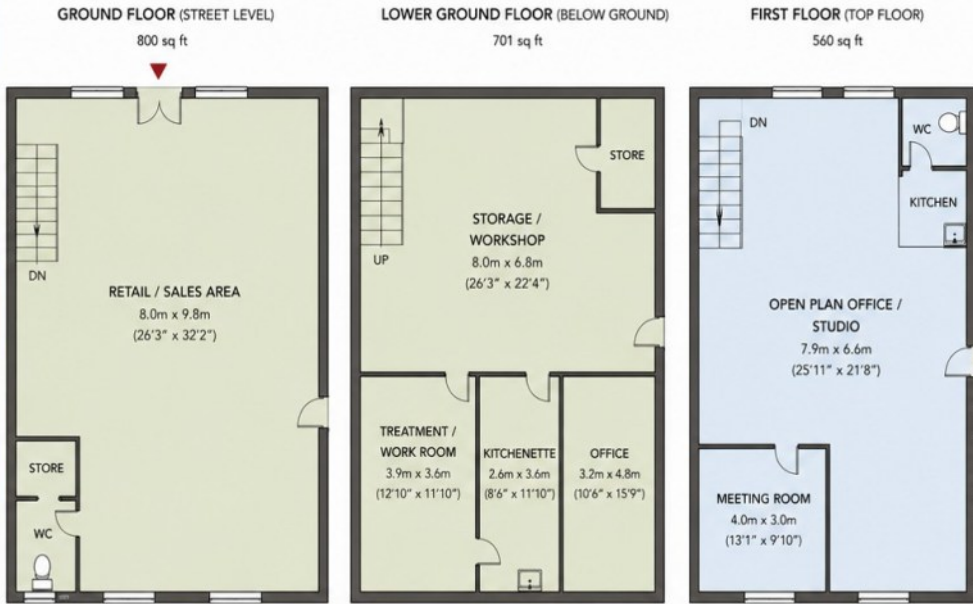 GROUND FLOOR (STREET LEVEL)
800 sq ft
DN
RETAIL / SALES AREA
8.0m x 9.8m
(26'3" x 32'2")
STORE
WC
LOWER GROUND FLOOR (BELOW GROUND)
701 sq ft
STORE
UP
STORAGE /
WORKSHOP
8.0m x 6.8m
(26'3" x 22'4")
TREATMENT /
WORK ROOM
3.9m x 3.6m
(12'10" x 11'10")
KITCHENETTE
2.6m x 3.6m
(8'6" x 11'10")
OFFICE
3.2m x 4.8m
(10'6" x 15'9")
FIRST FLOOR (TOP FLOOR)
560 sq ft
DN
WC
KITCHEN
OPEN PLAN OFFICE /
STUDIO
7.9m x 6.6m
(25'11" x 21'8")
MEETING ROOM
4.0m x 3.0m
(13'1" x 9'10")